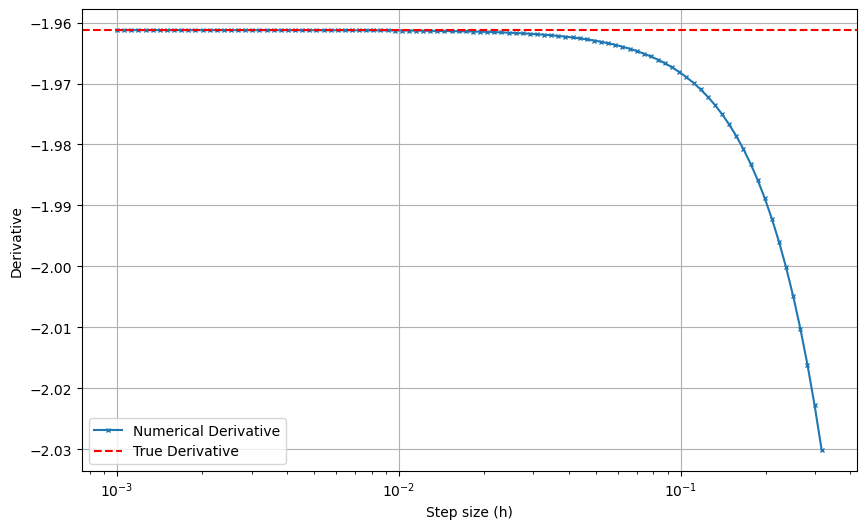 −1.96
−1.97
−1.98
−1.99
−2.00
−2.01
−2.02
−2.03
Derivative
Numerical Derivative
True Derivative
10⁻³
10⁻²
10⁻¹
Step size (h)